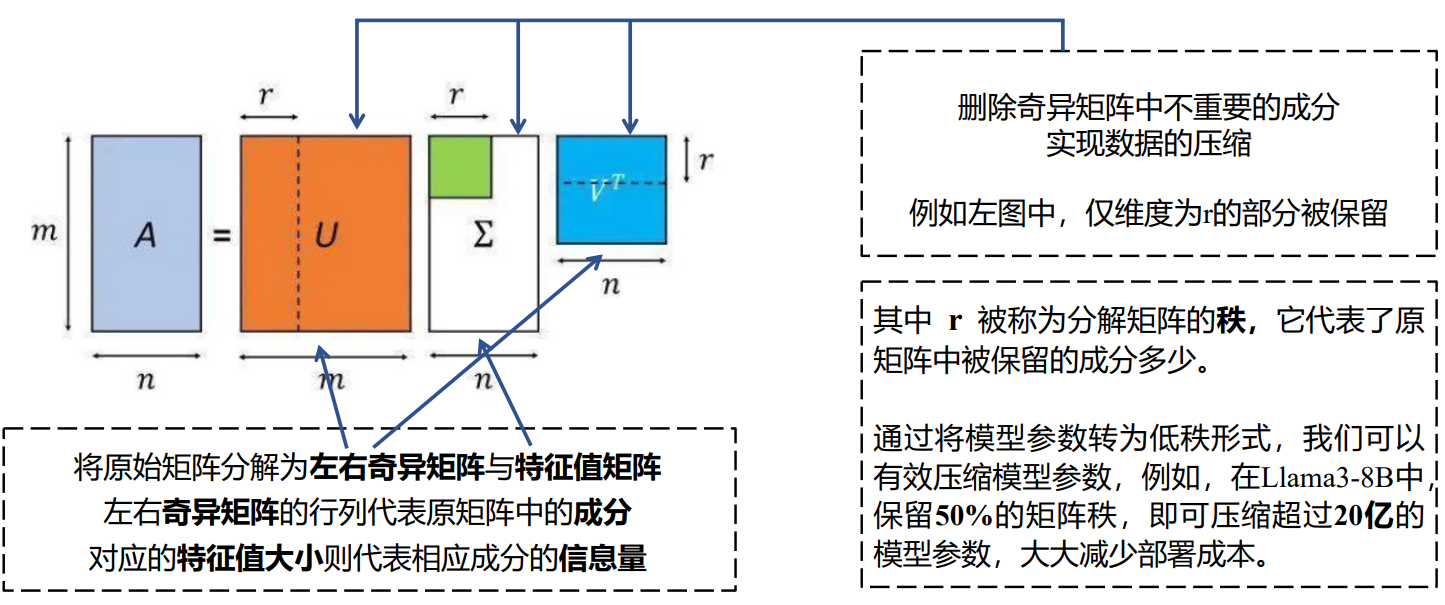 r
r
m
A
=
U
Σ
V^T
r
n
m
n
n
删除奇异矩阵中不重要的成分
实现数据的压缩
例如左图中，仅维度为r的部分被保留
其中 r 被称为分解矩阵的秩，它代表了原
矩阵中被保留的成分多少。
通过将模型参数转为低秩形式，我们可以
有效压缩模型参数，例如，在Llama3-8B中，
保留50%的矩阵秩，即可压缩超过20亿的
模型参数，大大减少部署成本。
将原始矩阵分解为左右奇异矩阵与特征值矩阵
左右奇异矩阵的行列代表原矩阵中的成分
对应的特征值大小则代表相应成分的信息量